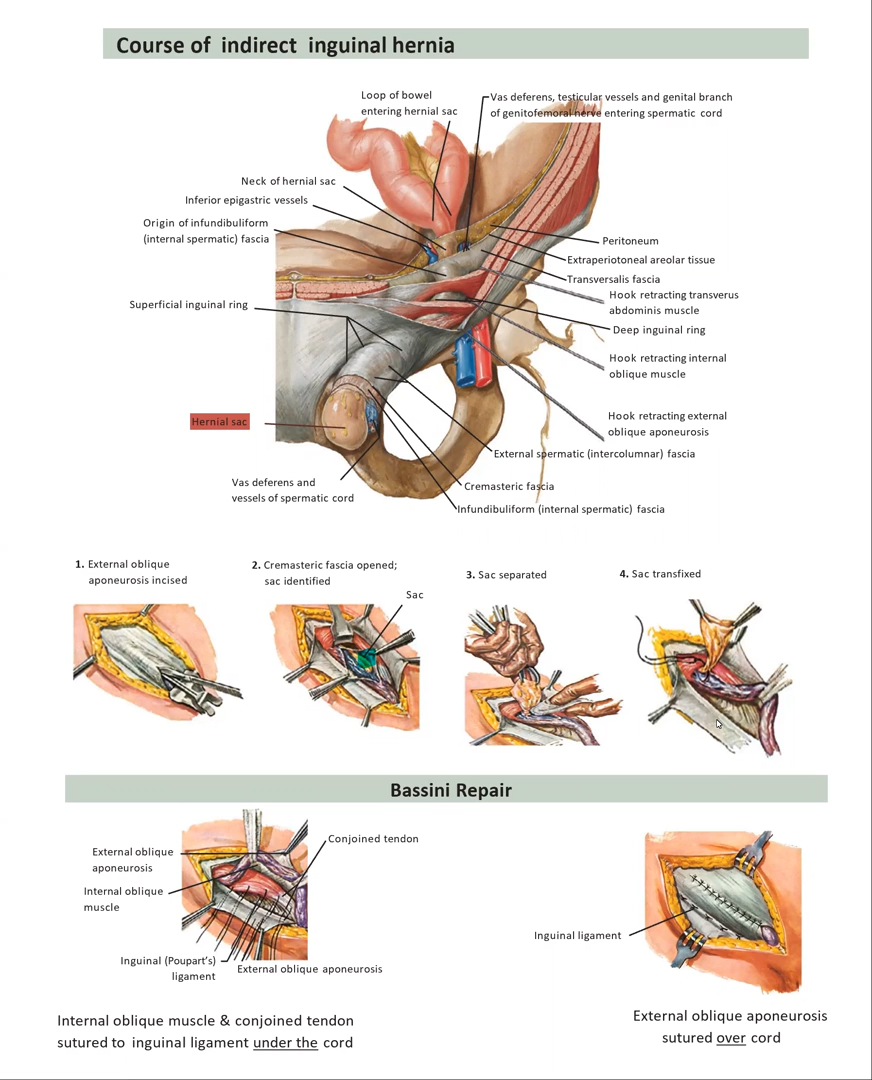 Course of indirect inguinal hernia
Loop of bowel
entering hernial sac
Vas deferens, testicular vessels and genital branch
of genitofemoral nerve entering spermatic cord
Neck of hernial sac
Inferior epigastric vessels
Origin of infundibuliform
(internal spermatic) fascia
Superficial inguinal ring
Peritoneum
Extraperiotoneal areolar tissue
Transversalis fascia
Hook retracting transverus
abdominis muscle
Deep inguinal ring
Hook retracting internal
oblique muscle
Hook retracting external
oblique aponeurosis
Hernial sac
External spermatic (intercolumnar) fascia
Vas deferens and
vessels of spermatic cord
Cremasteric fascia
Infundibuliform (internal spermatic) fascia
1. External oblique
aponeurosis incised
2. Cremasteric fascia opened;
sac identified
Sac
3. Sac separated
4. Sac transfixed
Bassini Repair
External oblique
aponeurosis
Internal oblique
muscle
Conjoined tendon
Inguinal (Poupart's)
ligament
External oblique aponeurosis
Inguinal ligament
Internal oblique muscle & conjoined tendon
sutured to inguinal ligament under the cord
External oblique aponeurosis
sutured over cord